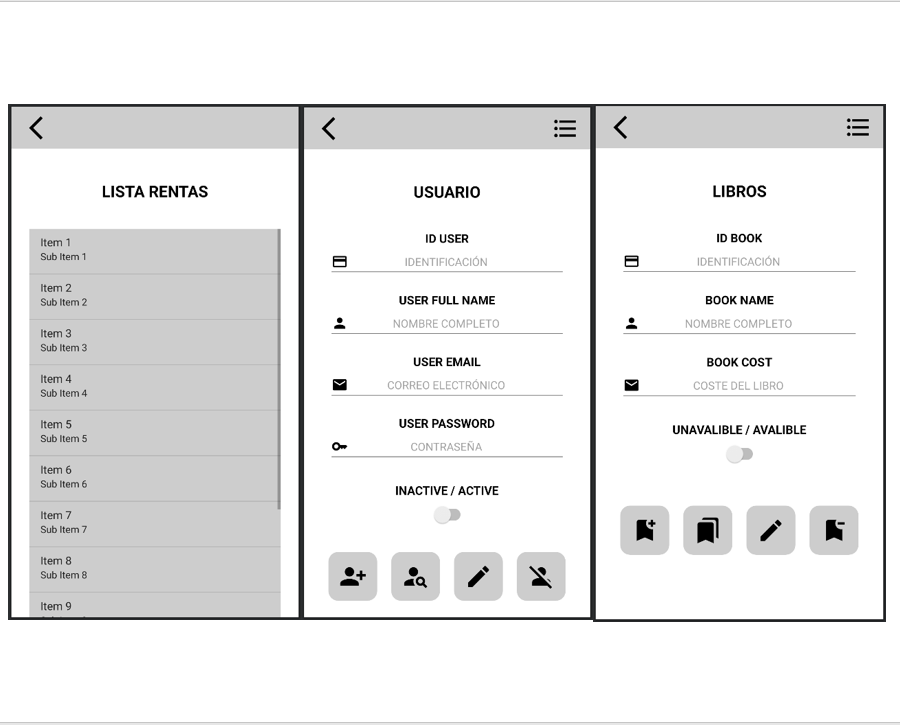 LISTA RENTAS
Item 1
Sub Item 1
Item 2
Sub Item 2
Item 3
Sub Item 3
Item 4
Sub Item 4
Item 5
Sub Item 5
Item 6
Sub Item 6
Item 7
Sub Item 7
Item 8
Sub Item 8
Item 9
USUARIO
ID USER
IDENTIFICACIÓN
USER FULL NAME
NOMBRE COMPLETO
USER EMAIL
CORREO ELECTRÓNICO
USER PASSWORD
CONTRASEÑA
INACTIVE / ACTIVE
LIBROS
ID BOOK
IDENTIFICACIÓN
BOOK NAME
NOMBRE COMPLETO
BOOK COST
COSTE DEL LIBRO
UNAVALIBLE / AVALIBLE